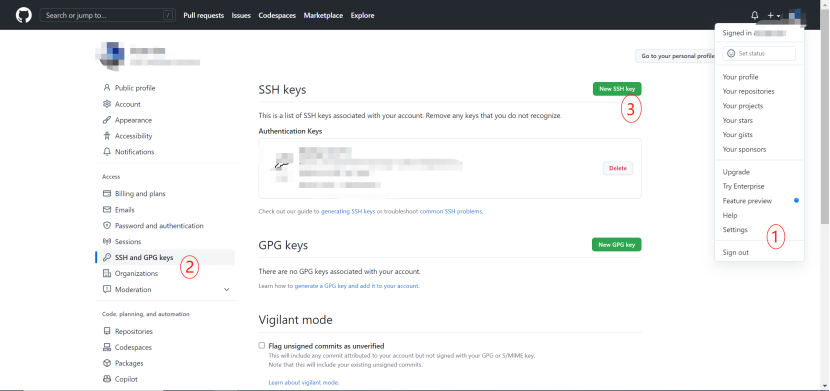 Search or jump to... /
Pull requests
Issues
Codespaces
Marketplace
Explore
Signed in
Set status
Your profile
Your repositories
Your projects
Your stars
Your gists
Your sponsors
Upgrade
Try Enterprise
Feature preview
Help
Settings
1
Sign out
Go to your personal profile
Public profile
Account
Appearance
Accessibility
Notifications
Access
Billing and plans
Emails
Password and authentication
Sessions
SSH and GPG keys
2
Organizations
Moderation
Code, planning, and automation
Repositories
Codespaces
Packages
Copilot
SSH keys
New SSH key
3
This is a list of SSH keys associated with your account. Remove any keys that you do not recognize.
Authentication Keys
Delete
Check out our guide to generating SSH keys or troubleshoot common SSH problems.
GPG keys
New GPG key
There are no GPG keys associated with your account.
Learn how to generate a GPG key and add it to your account.
Vigilant mode
Flag unsigned commits as unverified
This will include any commit attributed to your account but not signed with your GPG or S/MIME key.
Note that this will include your existing unsigned commits.
Learn about vigilant mode.